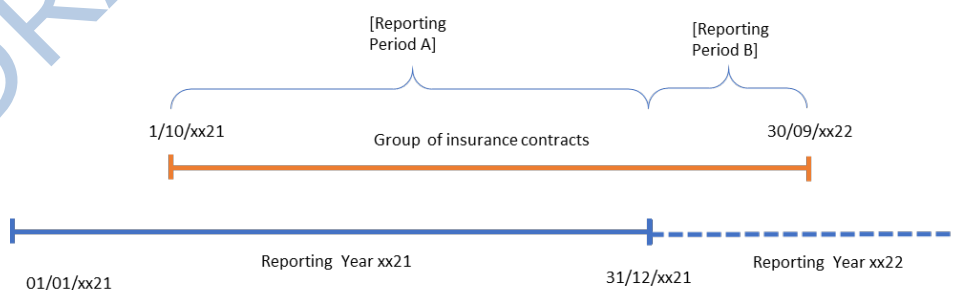 [Reporting
Period A]
[Reporting
Period B]
1/10/xx21
Group of insurance contracts
30/09/xx22
Reporting Year xx21
Reporting Year xx22
01/01/xx21
31/12/xx21